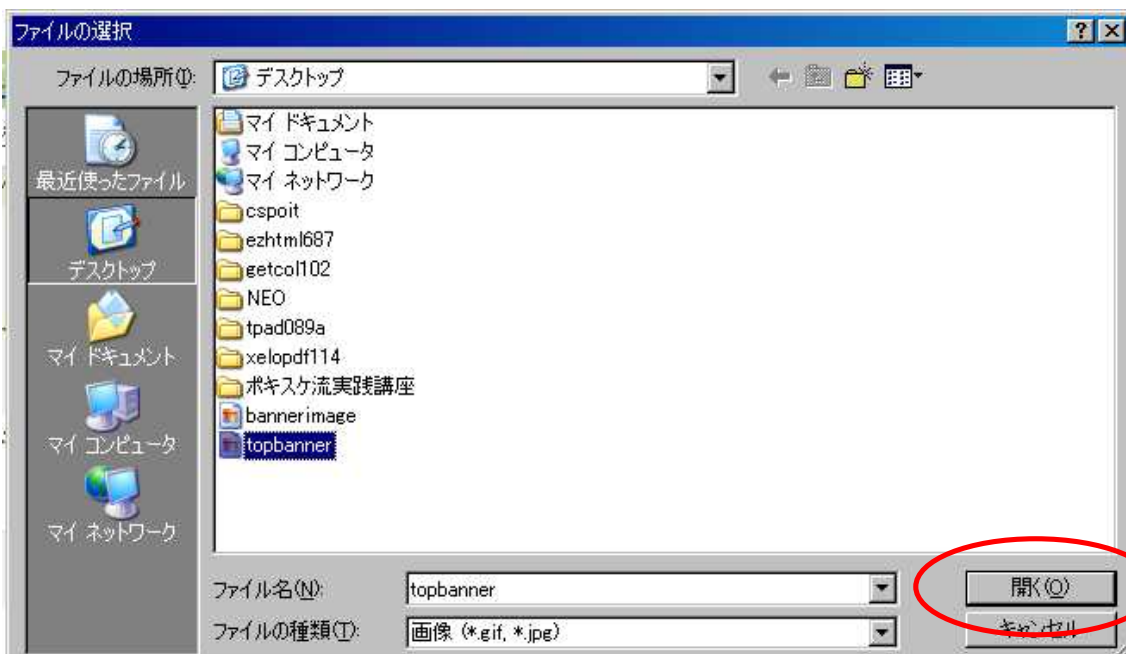 ファイルの選択
ファイルの場所(I):
デスクトップ
最近使ったファイル
デスクトップ
マイ ドキュメント
マイ コンピュータ
マイ ネットワーク
マイ ドキュメント
マイ コンピュータ
マイ ネットワーク
cspoit
ezhtml687
getcol102
NEO
tpad089a
xelopdf114
ポキスケ流実践講座
bannerimage
topbanner
ファイル名(N):
topbanner
開く(O)
ファイルの種類(T):
画像 (*.gif, *.jpg)
キャンセル